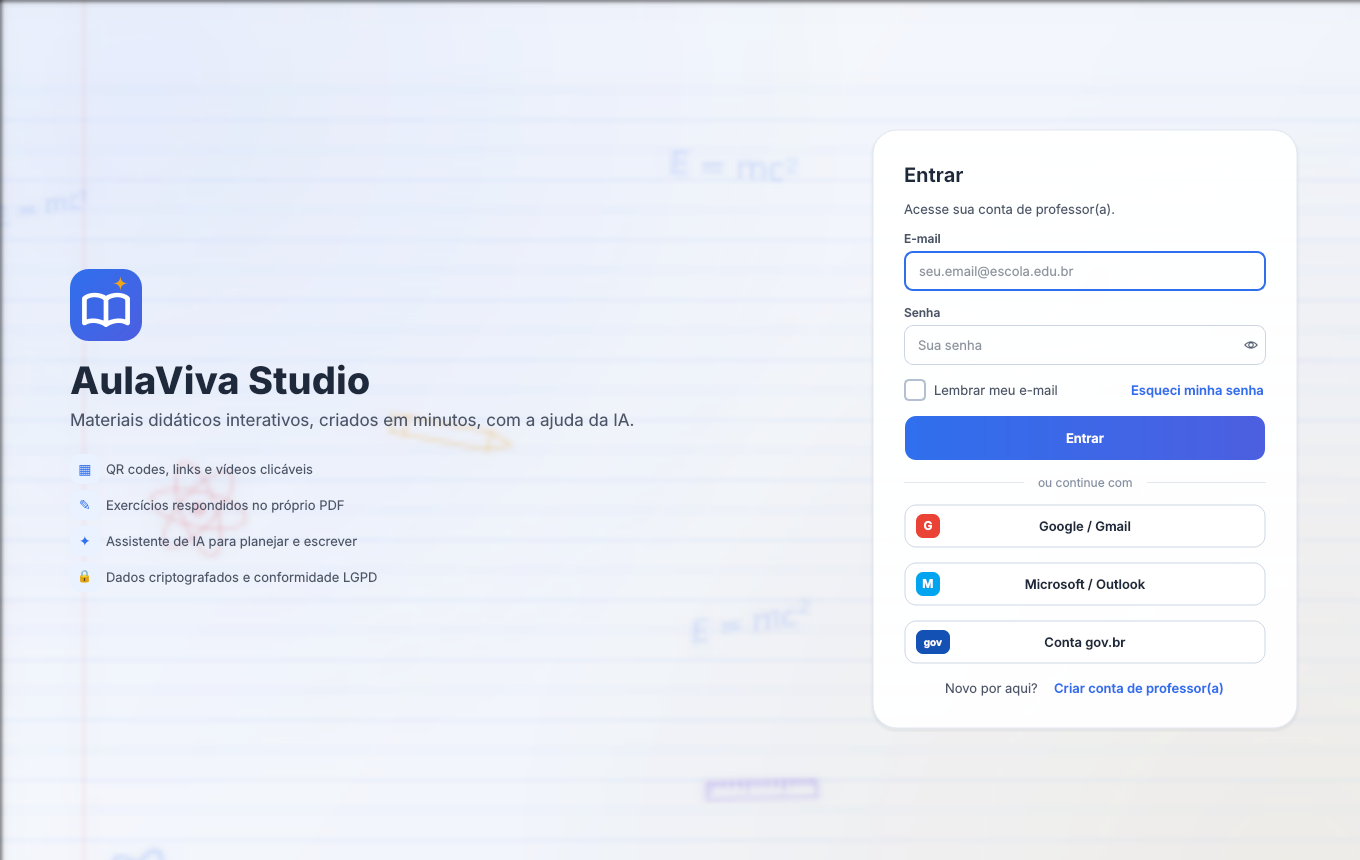 E = mc²
= mc²
AulaViva Studio
Materiais didáticos interativos, criados em minutos, com a ajuda da IA.
QR codes, links e vídeos clicáveis
Exercícios respondidos no próprio PDF
Assistente de IA para planejar e escrever
Dados criptografados e conformidade LGPD
E = mc²
Entrar
Acesse sua conta de professor(a).
E-mail
seu.email@escola.edu.br
Senha
Sua senha
Lembrar meu e-mail
Esqueci minha senha
Entrar
ou continue com
G Google / Gmail
M Microsoft / Outlook
gov Conta gov.br
Novo por aqui? Criar conta de professor(a)